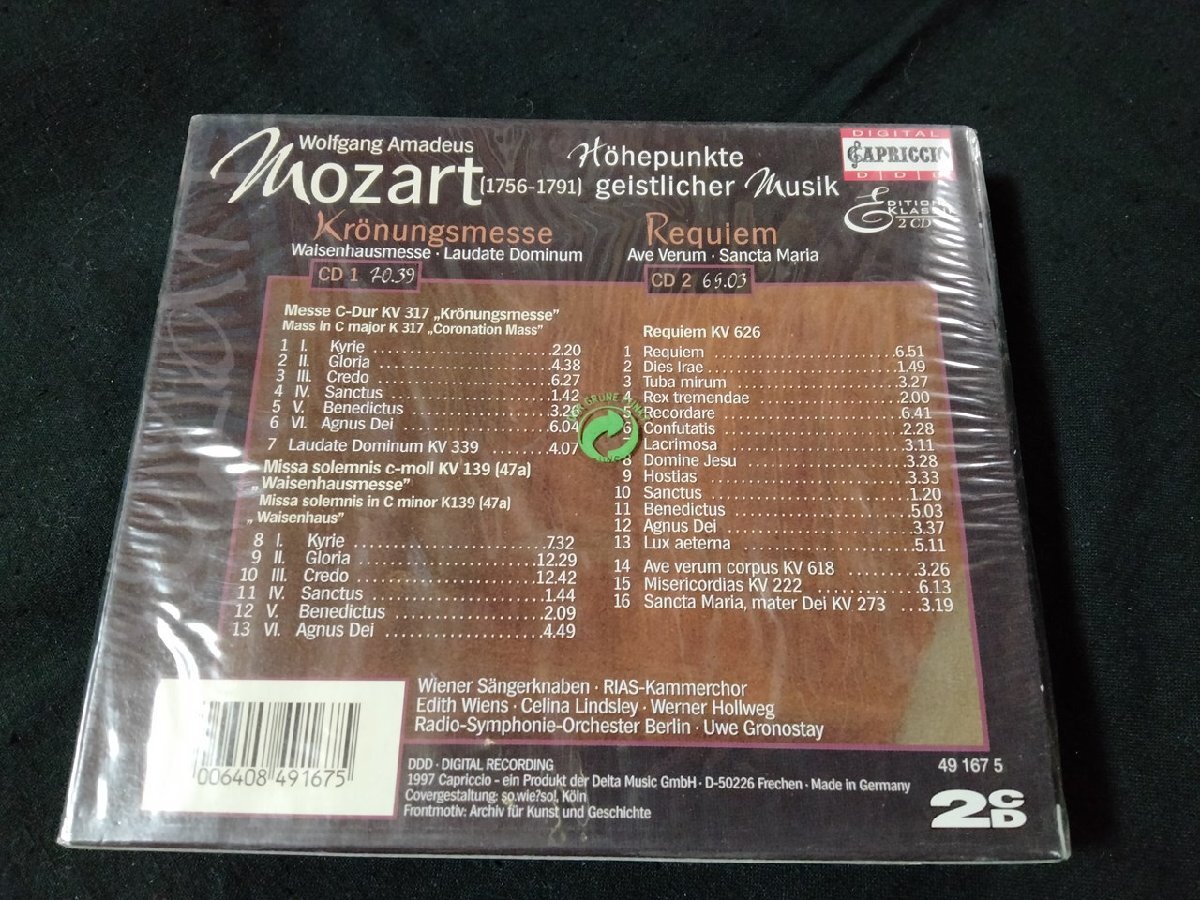 Wolfgang Amadeus
Mozart (1756-1791)
Höhepunkte
geistlicher Musik
DIGITAL
CAPRICCIO
D D D
EDITION
KLASSIK
2 CD
Krönungsmesse
Waisenhausmesse · Laudate Dominum
CD 1 70.39
Messe C-Dur KV 317 „Krönungsmesse”
Mass in C major K 317 „Coronation Mass”
1 I. Kyrie ........................ 2.20
2 II. Gloria ........................ 4.38
3 III. Credo ........................ 6.27
4 IV. Sanctus ........................ 1.42
5 V. Benedictus ........................
6 VI. Agnus Dei ........................ 6.04
7 Laudate Dominum KV 339 ............ 4.07
Missa solemnis c-moll KV 139 (47a)
„Waisenhausmesse”
Missa solemnis in C minor K139 (47a)
„Waisenhaus”
8 I. Kyrie ........................ 7.32
9 II. Gloria ........................ 12.29
10 III. Credo ........................ 12.42
11 IV. Sanctus ........................ 1.44
12 V. Benedictus ........................ 2.09
13 VI. Agnus Dei ........................ 4.49
Requiem
Ave Verum · Sancta Maria
CD 2 69.03
Requiem KV 626
1 Requiem ........................ 6.51
2 Dies Irae ........................ 1.49
3 Tuba mirum ........................ 3.27
4 Rex tremendae ........................ 2.00
5 Recordare ........................ 6.41
6 Confutatis ........................ 2.28
7 Lacrimosa ........................ 3.11
8 Domine Jesu ........................ 3.28
9 Hostias ........................ 3.33
10 Sanctus ........................ 1.20
11 Benedictus ........................ 5.03
12 Agnus Dei ........................ 3.37
13 Lux aeterna ........................ 5.11
14 Ave verum corpus KV 618 ............ 3.26
15 Misericordias KV 222 ............ 6.13
16 Sancta Maria, mater Dei KV 273 ... 3.19
DER GRÜNE PUNKT
Wiener Sängerknaben · RIAS-Kammerchor
Edith Wiens · Celina Lindsley · Werner Hollweg
Radio-Symphonie-Orchester Berlin · Uwe Gronostay
006408 491675
DDD · DIGITAL RECORDING
1997 Capriccio - ein Produkt der Delta Music GmbH · D-50226 Frechen · Made in Germany
Covergestaltung: so.wie?so!, Köln
Frontmotiv: Archiv für Kunst und Geschichte
49 167 5
2CD